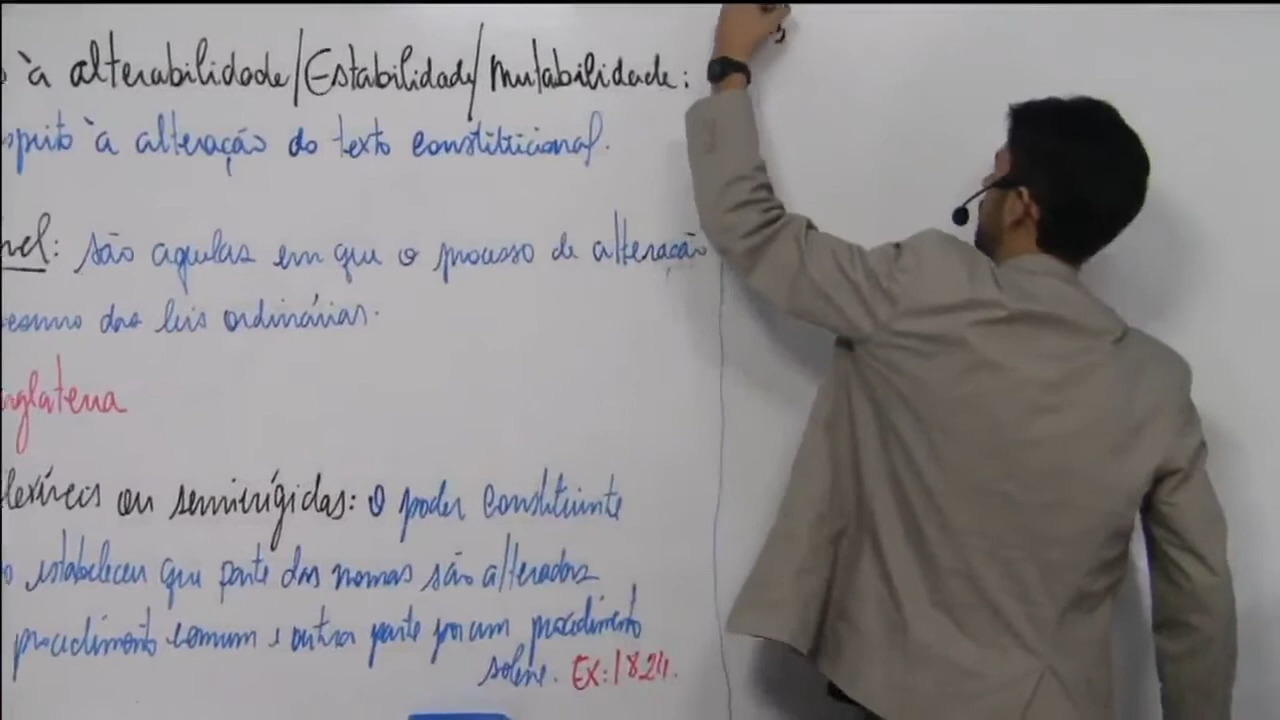 à alterabilidade/Estabilidade/Mutabilidade:
speito à alteração do texto constitucional.
vel: são aquelas em que o processo de alteração
esmo das leis ordinárias.
nglaterra
lexíveis ou semirrígidas: O poder constituinte
o estabeleceu que parte das normas são alteradas
procedimento comum e outra parte por um procedimento
solene. EX: 1824.